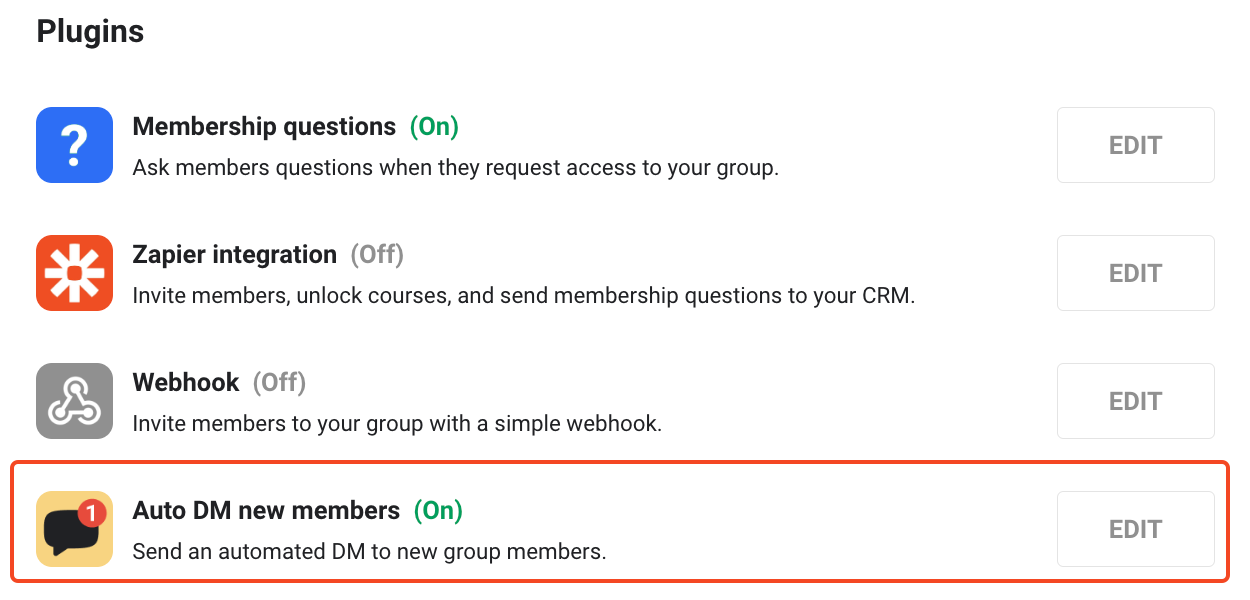 Plugins
?
Membership questions (On)
Ask members questions when they request access to your group.
EDIT
Zapier integration (Off)
Invite members, unlock courses, and send membership questions to your CRM.
EDIT
Webhook (Off)
Invite members to your group with a simple webhook.
EDIT
1
Auto DM new members (On)
Send an automated DM to new group members.
EDIT